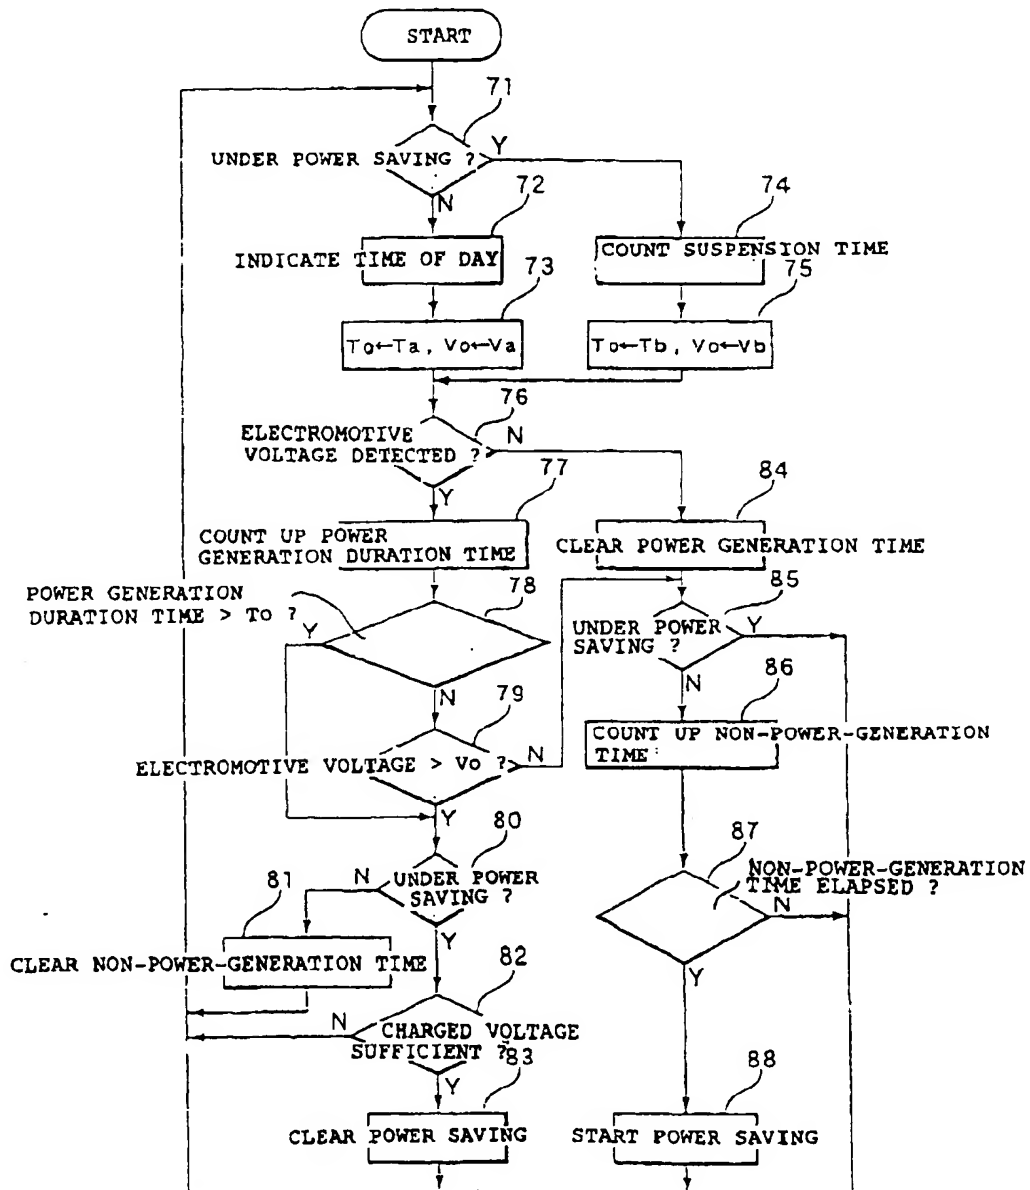 START
71
UNDER POWER SAVING ?
Y
N
72
74
INDICATE TIME OF DAY
COUNT SUSPENSION TIME
73
75
To←Ta, Vo←Va
To←Tb, Vo←Vb
76
ELECTROMOTIVE
VOLTAGE DETECTED ?
N
Y
77
84
COUNT UP POWER
GENERATION DURATION TIME
CLEAR POWER GENERATION TIME
POWER GENERATION
DURATION TIME > To ?
78
Y
N
85
UNDER POWER
SAVING ?
Y
N
79
86
ELECTROMOTIVE VOLTAGE > Vo ?
N
Y
COUNT UP NON-POWER-GENERATION
TIME
80
87
UNDER POWER
SAVING ?
N
Y
NON-POWER-GENERATION
TIME ELAPSED ?
N
Y
81
CLEAR NON-POWER-GENERATION TIME
82
N
CHARGED VOLTAGE
SUFFICIENT ?
Y
83
88
CLEAR POWER SAVING
START POWER SAVING